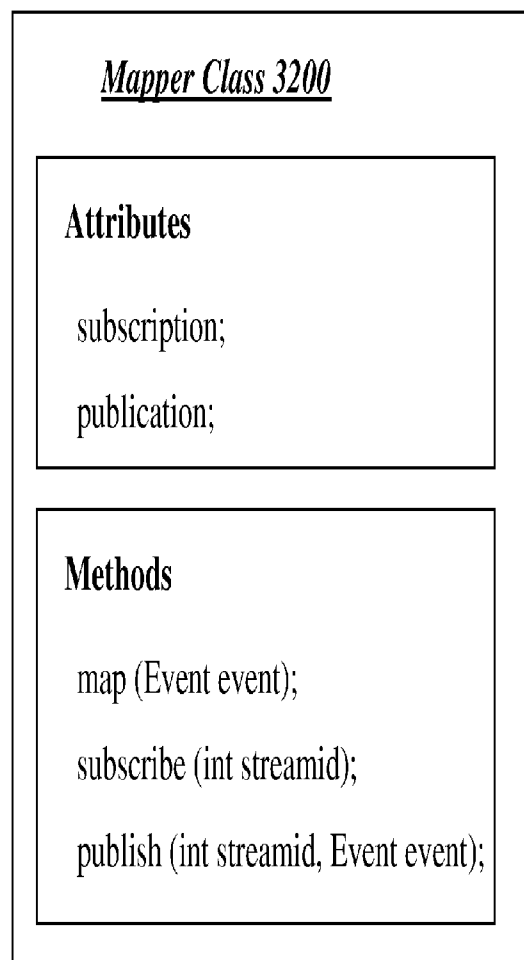 Mapper Class 3200
Attributes
subscription;
publication;
Methods
map (Event event);
subscribe (int streamid);
publish (int streamid, Event event);